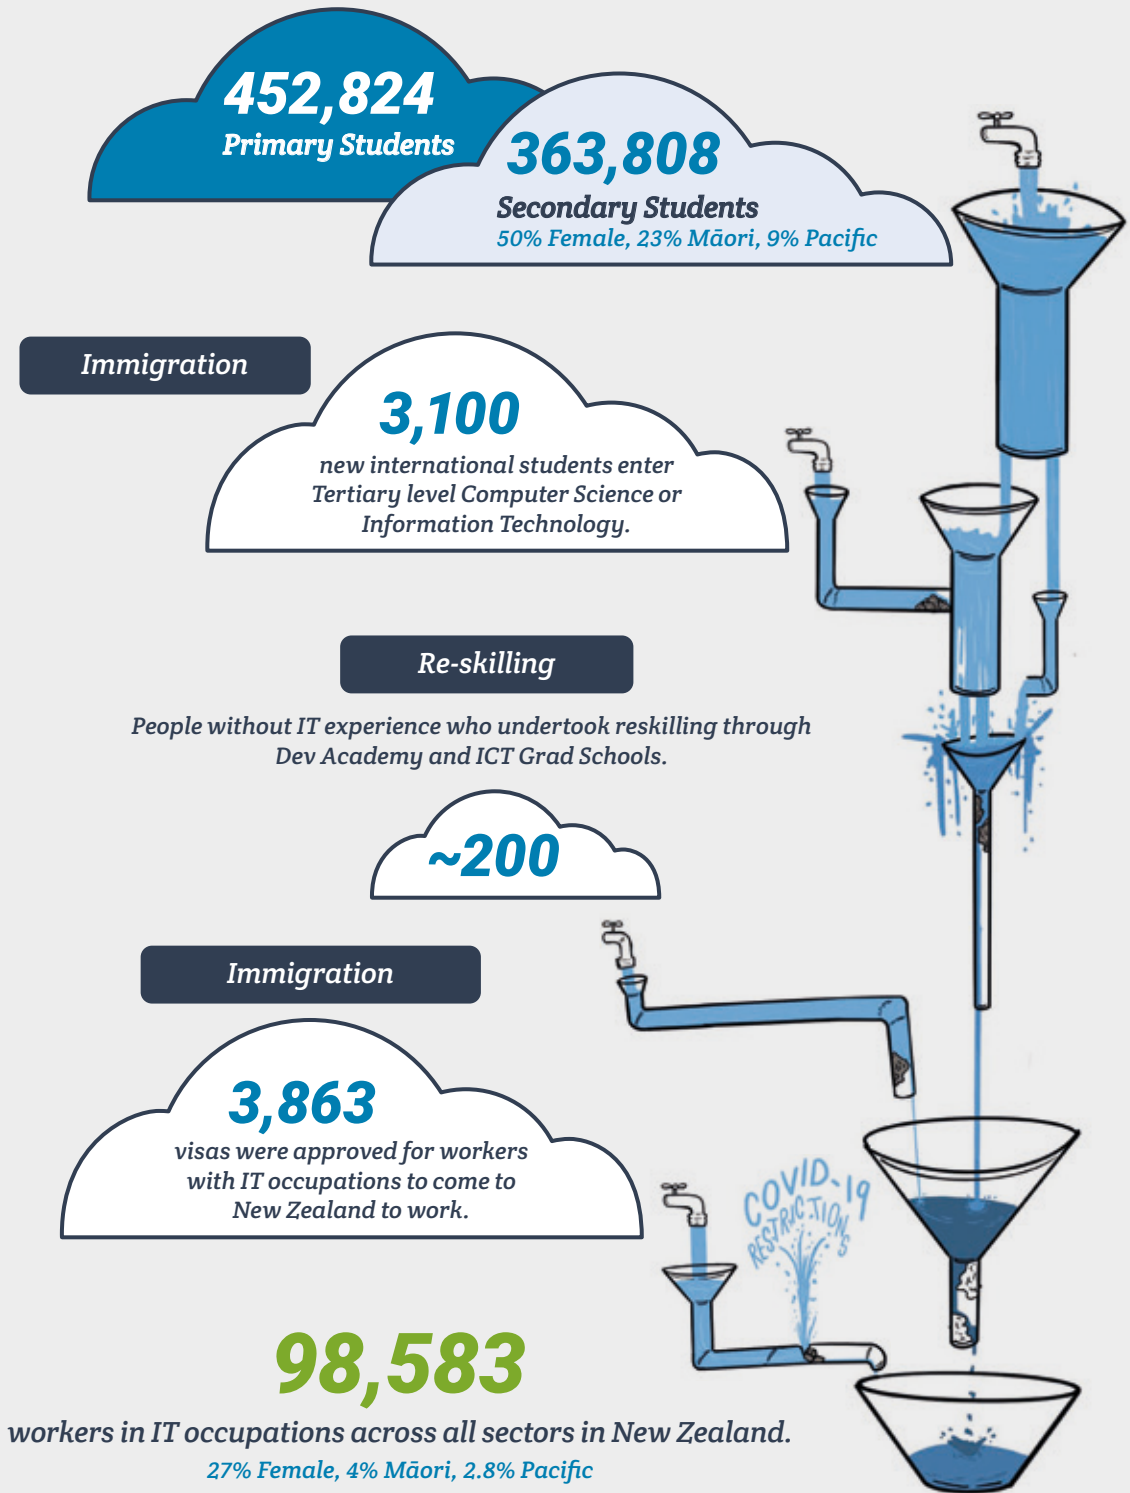 452,824
Primary Students
363,808
Secondary Students
50% Female, 23% Māori, 9% Pacific
Immigration
3,100
new international students enter
Tertiary level Computer Science or
Information Technology.
Re-skilling
People without IT experience who undertook reskilling through
Dev Academy and ICT Grad Schools.
~200
Immigration
3,863
visas were approved for workers
with IT occupations to come to
New Zealand to work.
COVID-19
RESTRICTIONS
98,583
workers in IT occupations across all sectors in New Zealand.
27% Female, 4% Māori, 2.8% Pacific